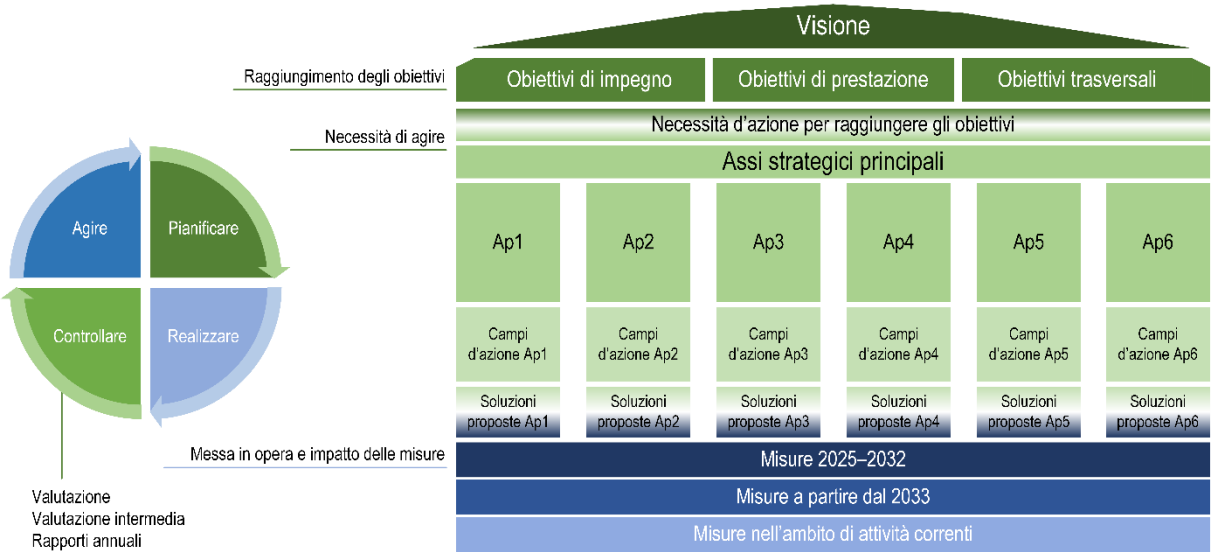 Visione
Raggiungimento degli obiettivi
Obiettivi di impegno
Obiettivi di prestazione
Obiettivi trasversali
Necessità d'azione per raggiungere gli obiettivi
Necessità di agire
Assi strategici principali
Agire
Pianificare
Controllare
Realizzare
Ap1
Ap2
Ap3
Ap4
Ap5
Ap6
Campi
d'azione Ap1
Campi
d'azione Ap2
Campi
d'azione Ap3
Campi
d'azione Ap4
Campi
d'azione Ap5
Campi
d'azione Ap6
Soluzioni
proposte Ap1
Soluzioni
proposte Ap2
Soluzioni
proposte Ap3
Soluzioni
proposte Ap4
Soluzioni
proposte Ap5
Soluzioni
proposte Ap6
Messa in opera e impatto delle misure
Misure 2025–2032
Misure a partire dal 2033
Misure nell'ambito di attività correnti
Valutazione
Valutazione intermedia
Rapporti annuali